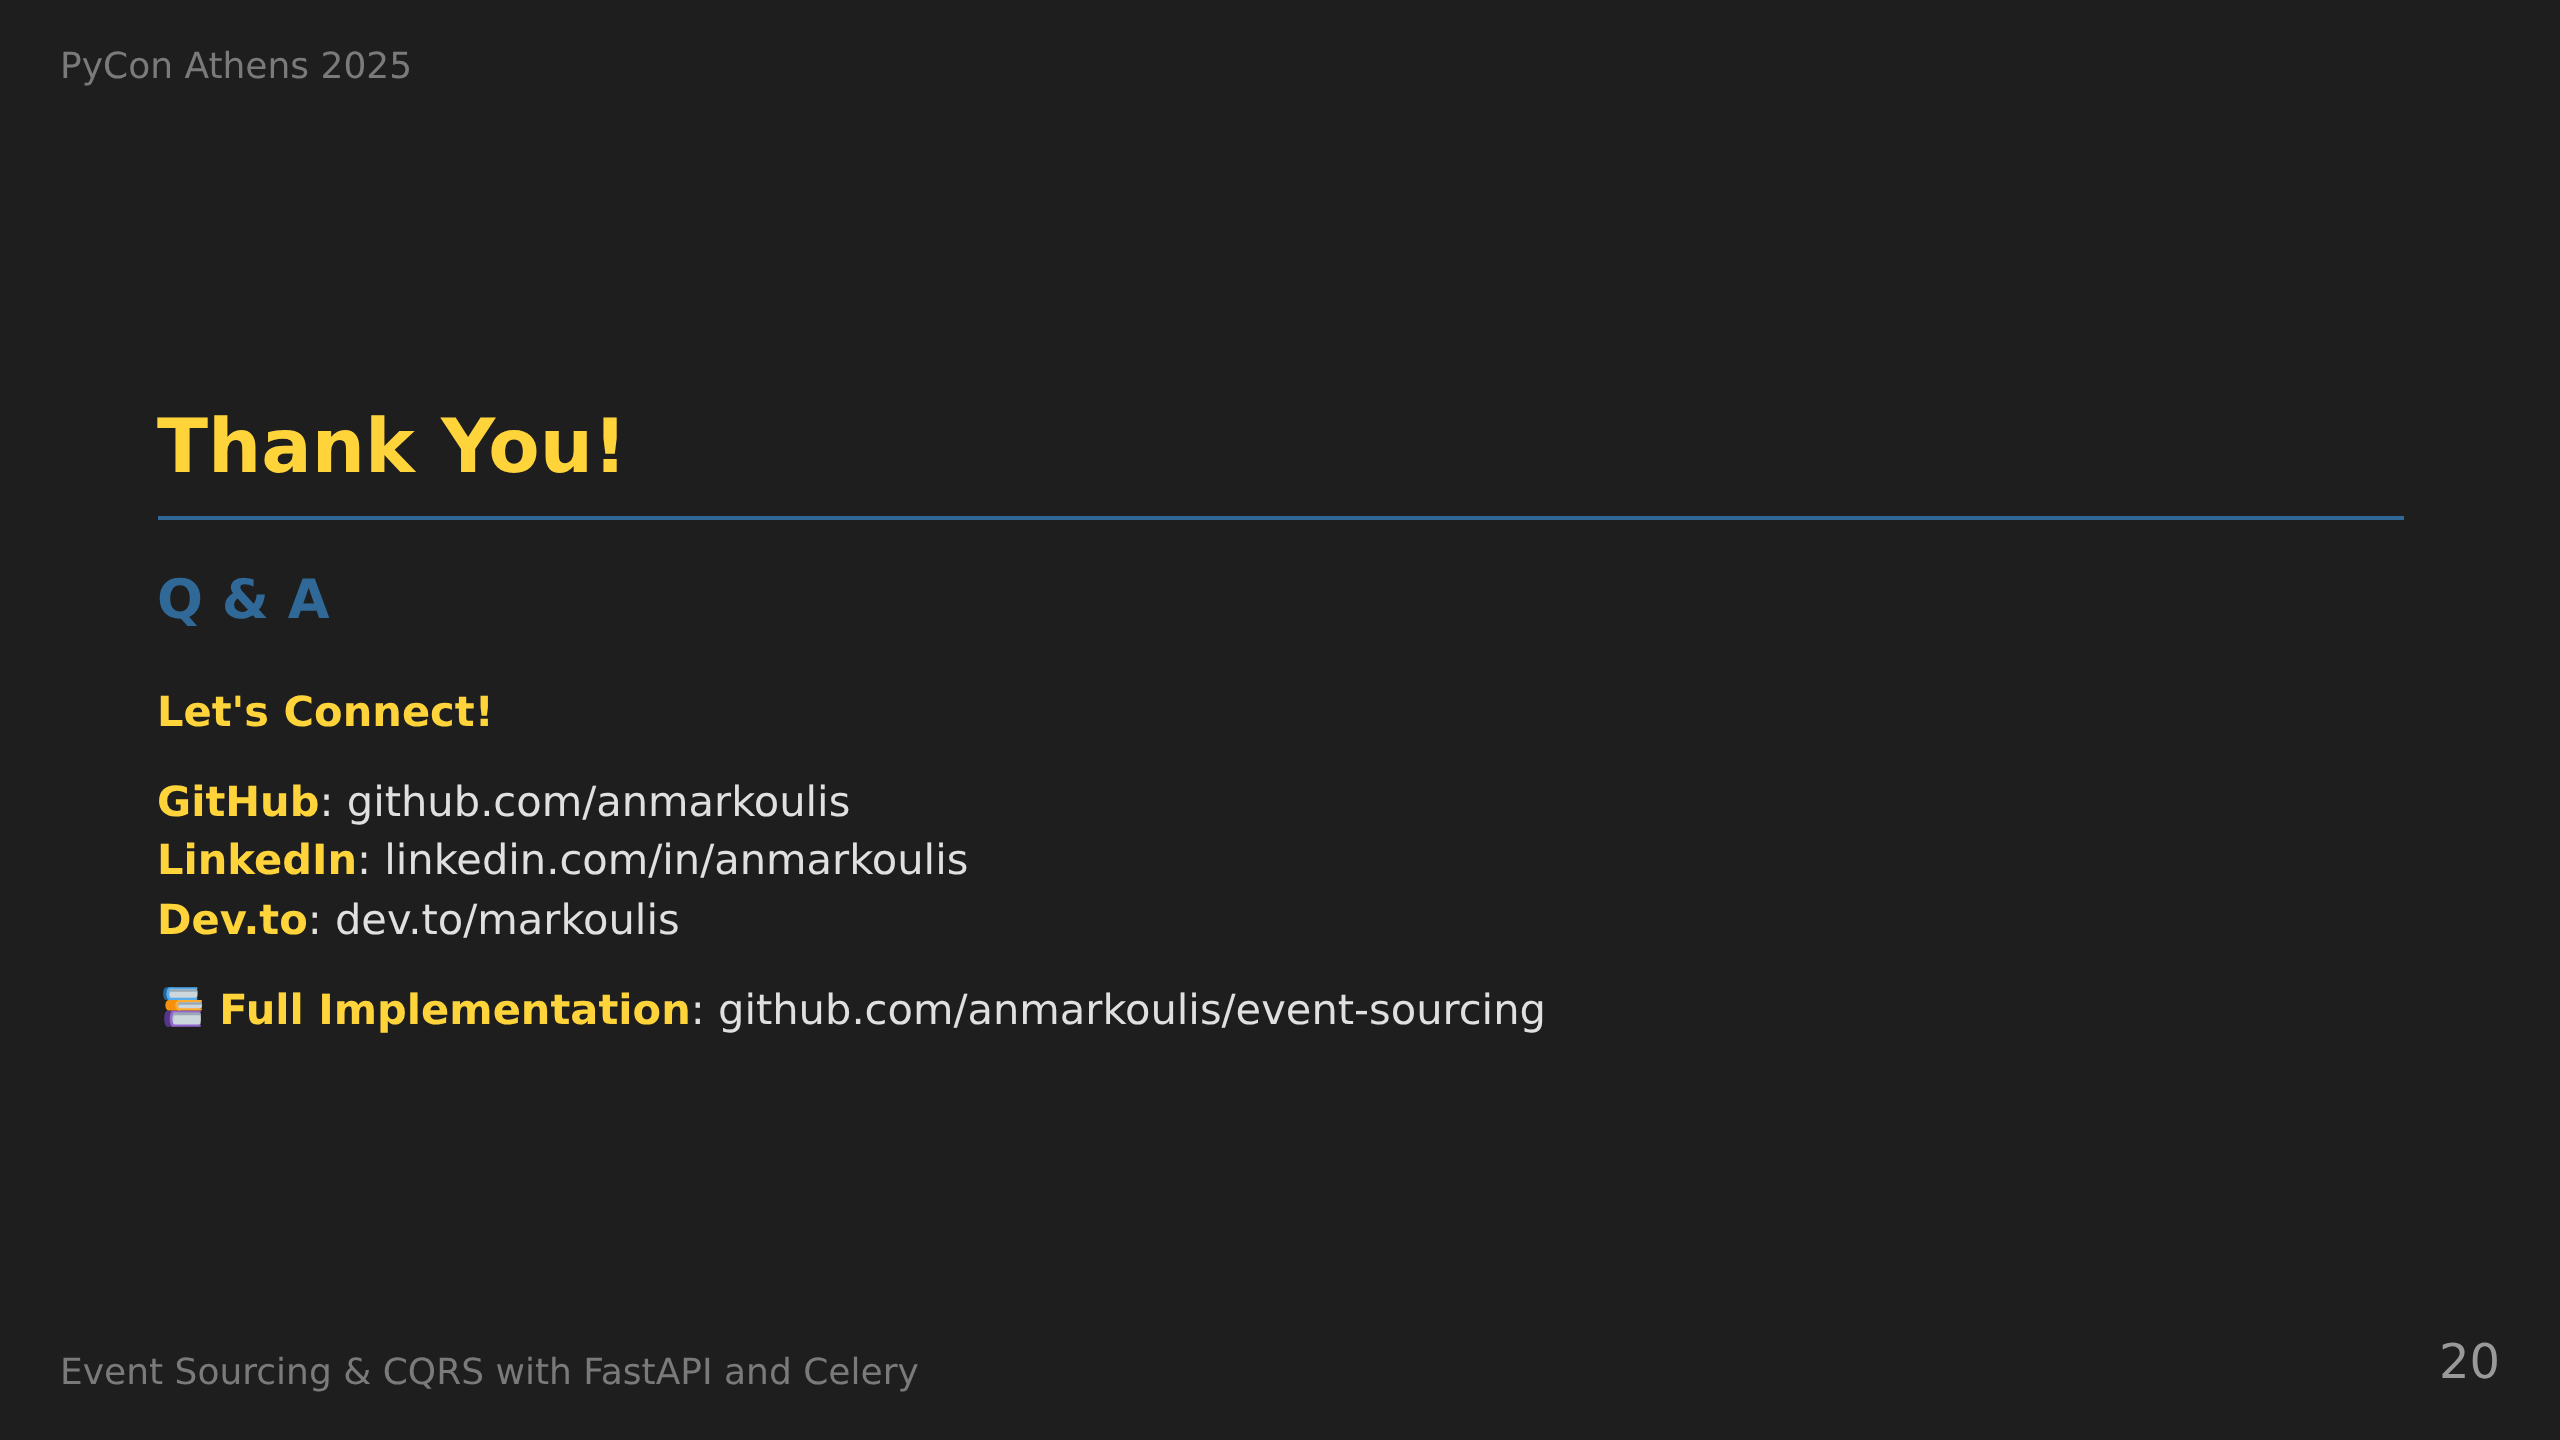 PyCon Athens 2025
Thank You!
Q & A
Let's Connect!
GitHub: github.com/anmarkoulis
LinkedIn: linkedin.com/in/anmarkoulis
Dev.to: dev.to/markoulis
📚 Full Implementation: github.com/anmarkoulis/event-sourcing
Event Sourcing & CQRS with FastAPI and Celery
20